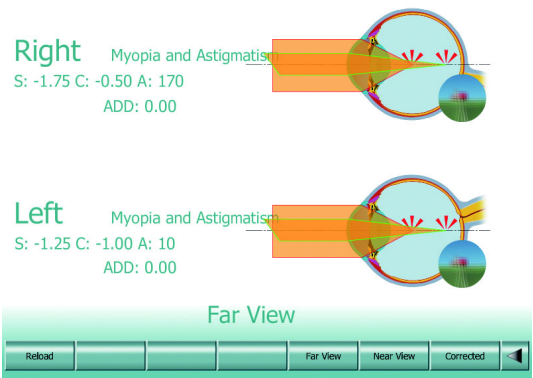 Right Myopia and Astigmatism
S: -1.75 C: -0.50 A: 170
ADD: 0.00
Left Myopia and Astigmatism
S: -1.25 C: -1.00 A: 10
ADD: 0.00
Far View
Reload Far View Near View Corrected